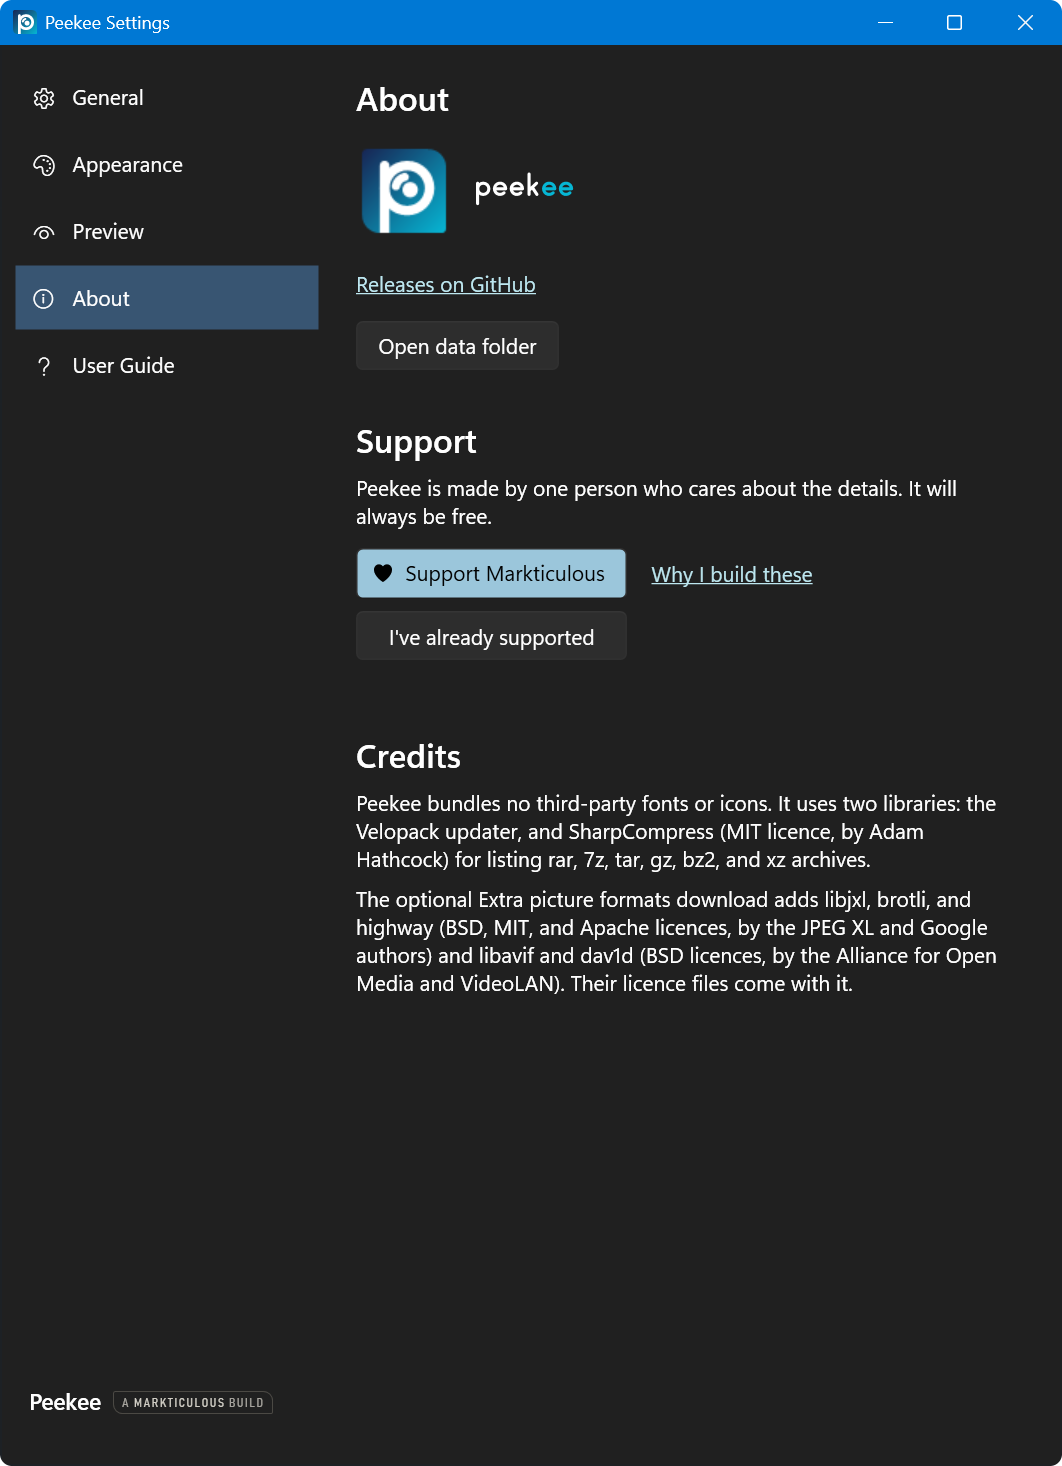 Peekee Settings
General
Appearance
Preview
About
User Guide
About
peekee
Releases on GitHub
Open data folder
Support
Peekee is made by one person who cares about the details. It will
always be free.
Support Markticulous
Why I build these
I've already supported
Credits
Peekee bundles no third-party fonts or icons. It uses two libraries: the
Velopack updater, and SharpCompress (MIT licence, by Adam
Hathcock) for listing rar, 7z, tar, gz, bz2, and xz archives.
The optional Extra picture formats download adds libjxl, brotli, and
highway (BSD, MIT, and Apache licences, by the JPEG XL and Google
authors) and libavif and dav1d (BSD licences, by the Alliance for Open
Media and VideoLAN). Their licence files come with it.
Peekee
A MARKTICULOUS BUILD